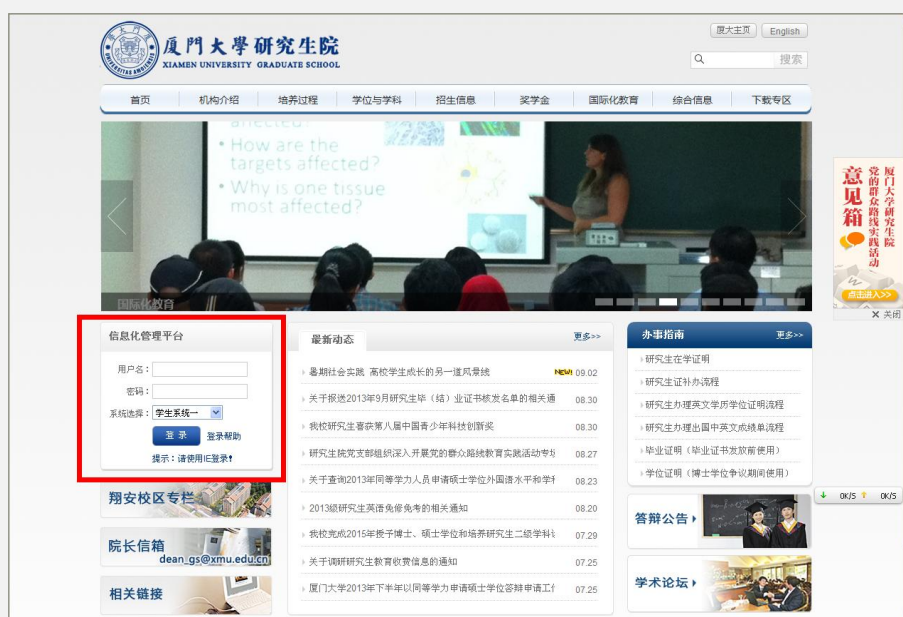 厦门大学研究生院
XIAMEN UNIVERSITY GRADUATE SCHOOL
厦大主页 English
搜索
首页 机构介绍 培养过程 学位与学科 招生信息 奖学金 国际化教育 综合信息 下载专区
affected?
• How are the
targets affected?
• Why is one tissue
most affected?
国际化教育
厦门大学研究生院
党的群众路线实践活动
意见箱
点击进入>>
× 关闭
信息化管理平台
用户名：
密码：
系统选择： 学生系统一
登 录 登录帮助
提示：请使用IE登录!
翔安校区专栏
院长信箱
dean_gs@xmu.edu.cn
相关链接
最新动态 更多>>
暑期社会实践 高校学生成长的另一道风景线 NEW! 09.02
关于报送2013年9月研究生毕（结）业证书核发名单的相关通 08.30
我校研究生喜获第八届中国青少年科技创新奖 08.30
研究生院党支部组织深入开展党的群众路线教育实践活动专题 08.27
关于查询2013年同等学力人员申请硕士学位外国语水平和学科 08.23
2013级研究生英语免修免考的相关通知 08.20
我校完成2015年授予博士、硕士学位和培养研究生二级学科 07.29
关于调研研究生教育收费信息的通知 07.25
厦门大学2013年下半年以同等学力申请硕士学位答辩申请工作 07.25
办事指南 更多>>
研究生在学证明
研究生证补办流程
研究生办理英文学历学位证明流程
研究生办理出国中英文成绩单流程
毕业证明（毕业证书发放前使用）
学位证明（博士学位争议期间使用）
答辩公告
学术论坛
0K/S 0K/S